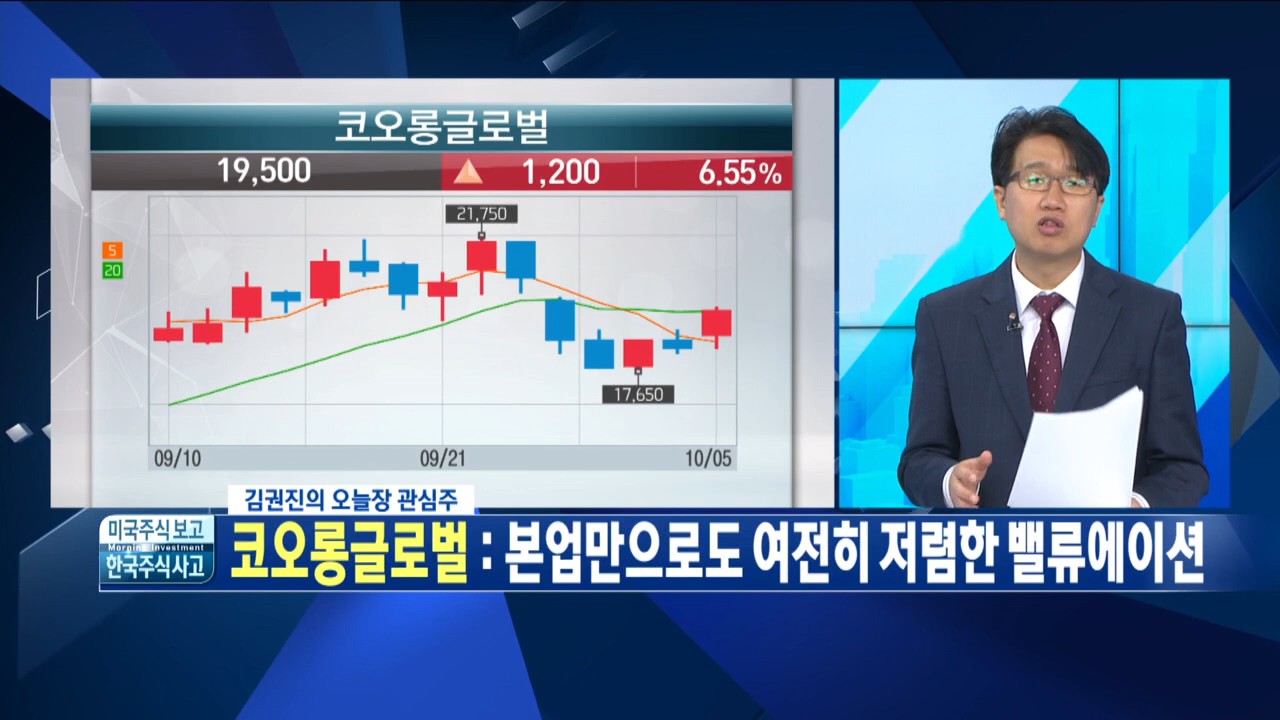 코오롱글로벌
19,500 ▲ 1,200 6.55%
5
20
21,750
17,650
09/10 09/21 10/05
김권진의 오늘장 관심주
미국주식 보고
Morning Investment
한국주식사고
코오롱글로벌 : 본업만으로도 여전히 저렴한 밸류에이션